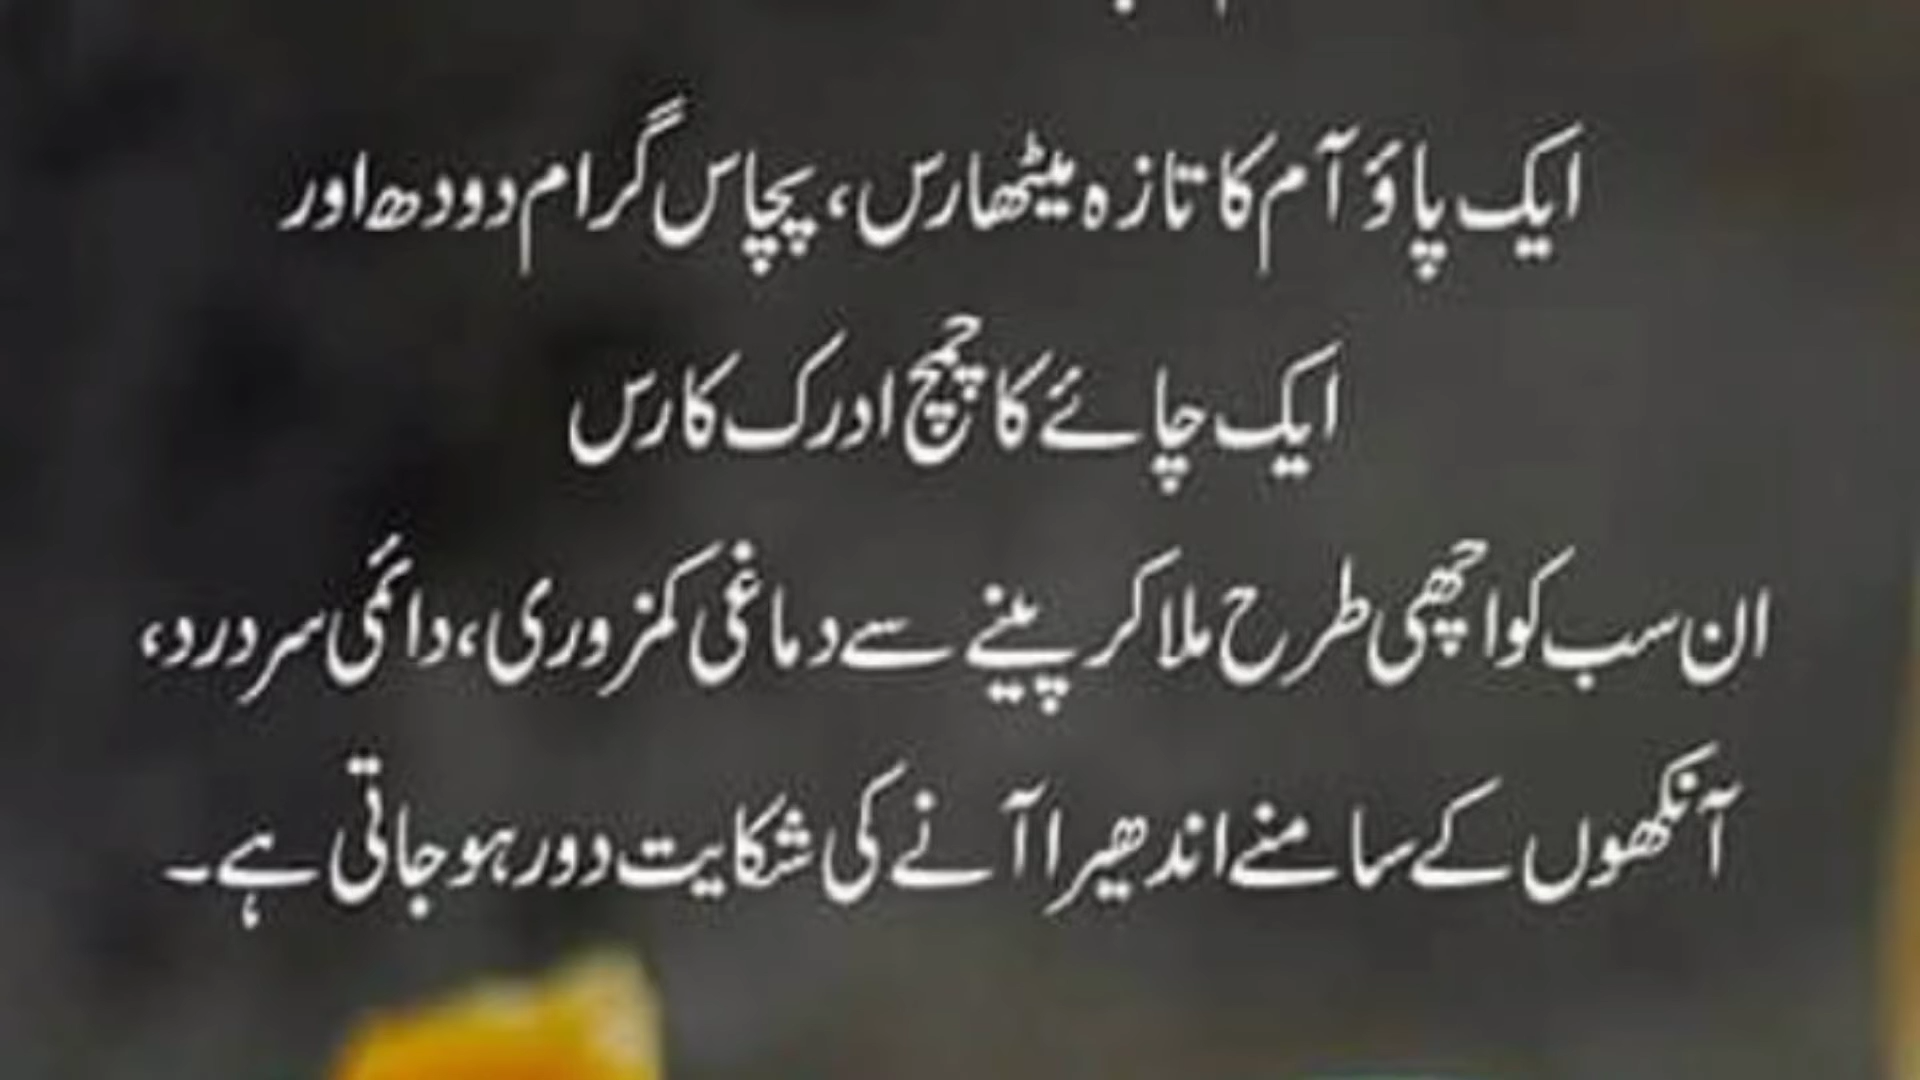 ایک پاؤ آم کا تازہ میٹھا رس، پچاس گرام دودھ اور
ایک چائے کا چمچ ادرک کا رس
ان سب کو اچھی طرح ملا کر پینے سے دماغی کمزوری، دائمی سر درد،
آنکھوں کے سامنے اندھیرا آنے کی شکایت دور ہو جاتی ہے۔